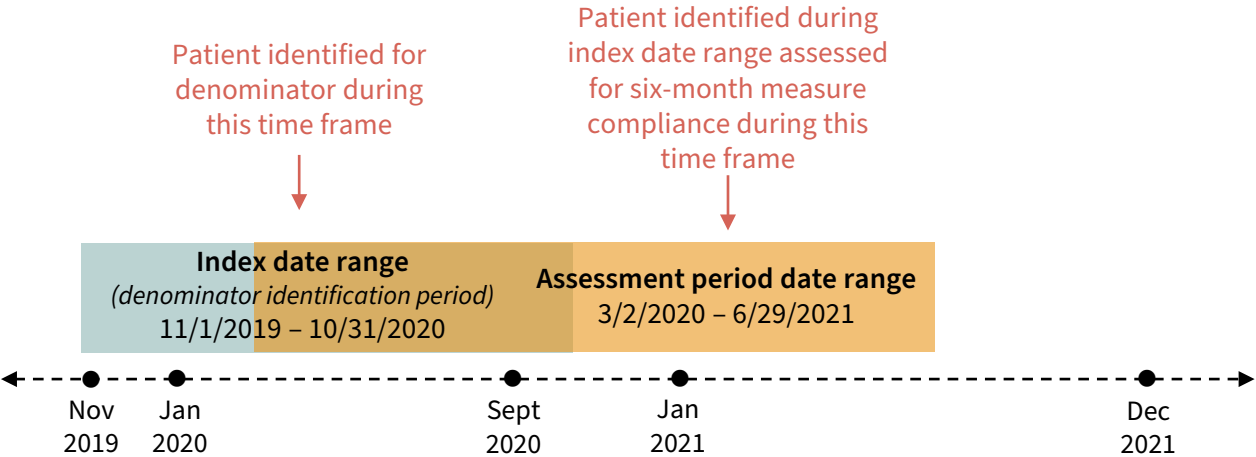 Patient identified for
denominator during
this time frame
Patient identified during
index date range assessed
for six-month measure
compliance during this
time frame
Index date range
(denominator identification period)
11/1/2019 – 10/31/2020
Assessment period date range
3/2/2020 – 6/29/2021
Nov
2019
Jan
2020
Sept
2020
Jan
2021
Dec
2021